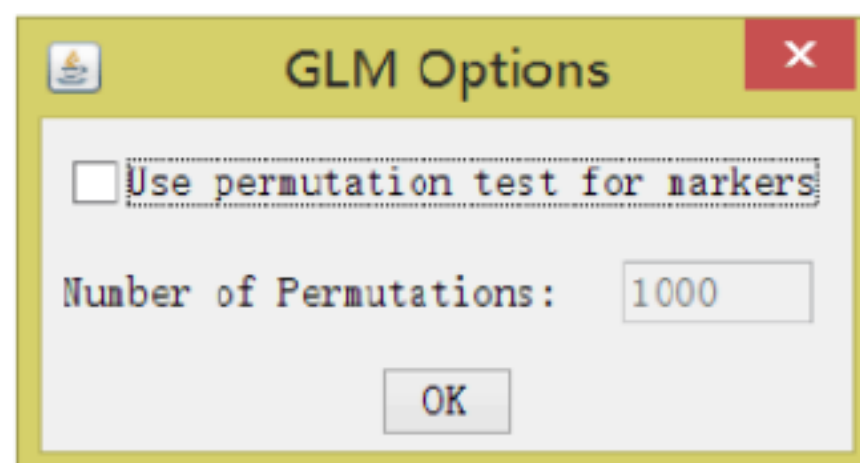 GLM Options
Use permutation test for markers
Number of Permutations: 1000
OK